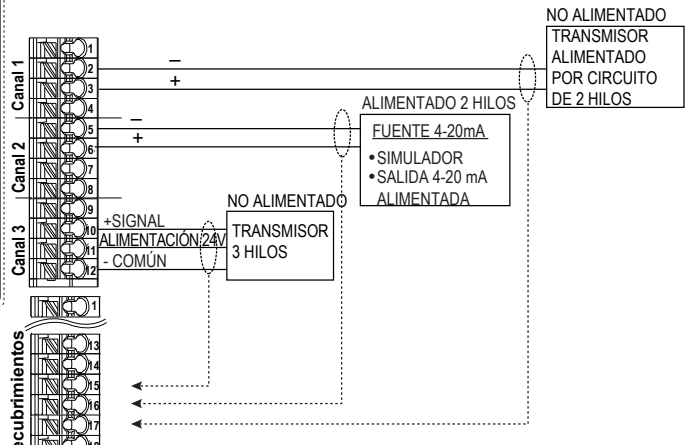 NO ALIMENTADO
TRANSMISOR
ALIMENTADO
POR CIRCUITO
DE 2 HILOS
Canal 1
1
2
3
4
–
+
ALIMENTADO 2 HILOS
FUENTE 4-20mA
•SIMULADOR
•SALIDA 4-20 mA
ALIMENTADA
Canal 2
5
6
7
8
–
+
NO ALIMENTADO
TRANSMISOR
3 HILOS
Canal 3
9
10
11
12
+SIGNAL
ALIMENTACIÓN 24V
- COMÚN
1
13
14
15
16
17
18